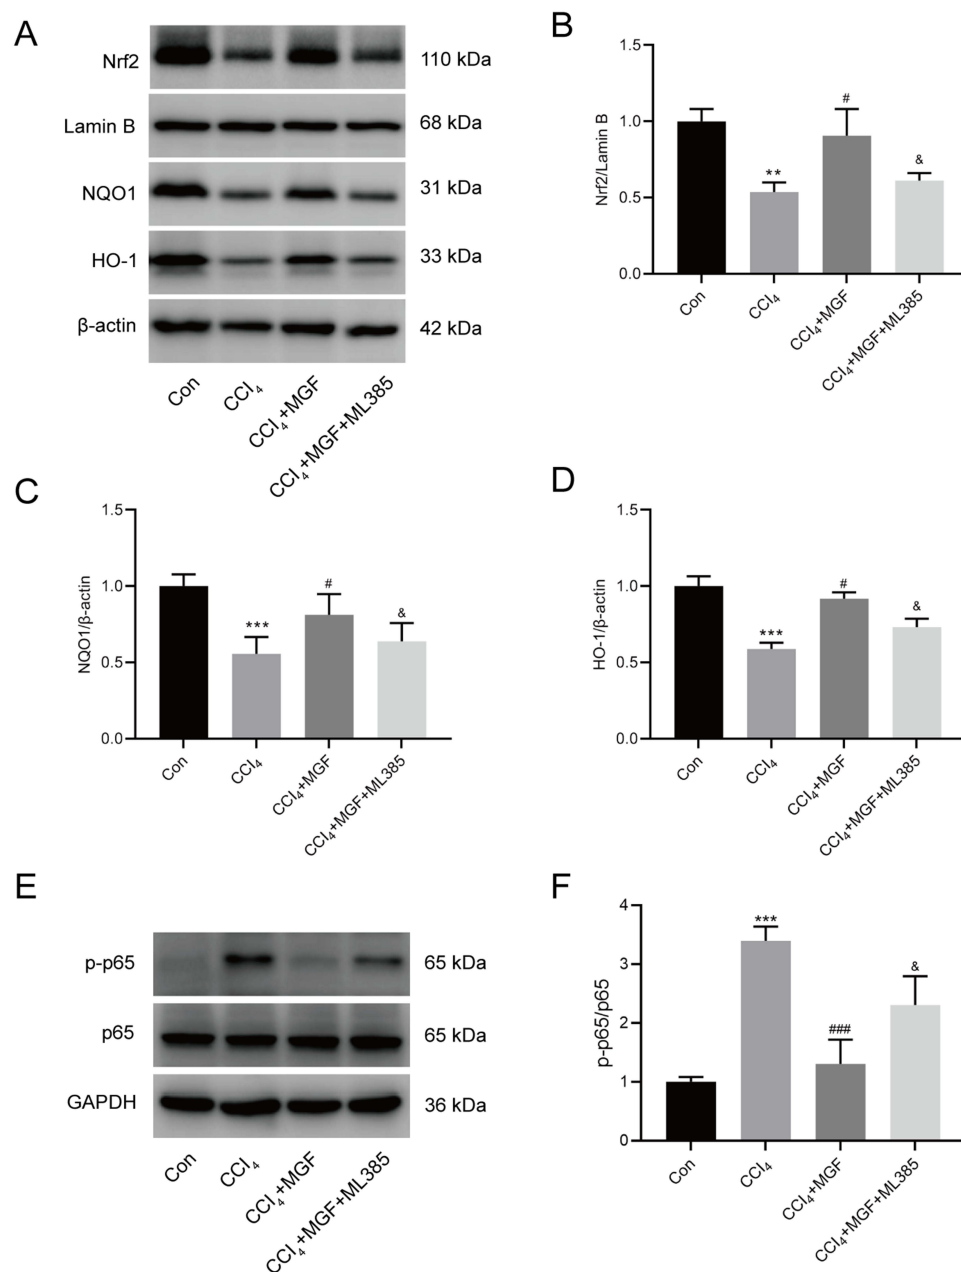 A
Nrf2
110 kDa
Lamin B
68 kDa
NQO1
31 kDa
HO-1
33 kDa
β-actin
42 kDa
Con
CCl₄
CCl₄+MGF
CCl₄+MGF+ML385
B
Nrf2/Lamin B
1.5
1.0
0.5
0.0
**
#
&
Con
CCl₄
CCl₄+MGF
CCl₄+MGF+ML385
C
NQO1/β-actin
1.5
1.0
0.5
0.0
***
#
&
Con
CCl₄
CCl₄+MGF
CCl₄+MGF+ML385
D
HO-1/β-actin
1.5
1.0
0.5
0.0
***
#
&
Con
CCl₄
CCl₄+MGF
CCl₄+MGF+ML385
E
p-p65
65 kDa
p65
65 kDa
GAPDH
36 kDa
Con
CCl₄
CCl₄+MGF
CCl₄+MGF+ML385
F
p-p65/p65
4
3
2
1
0
***
###
&
Con
CCl₄
CCl₄+MGF
CCl₄+MGF+ML385